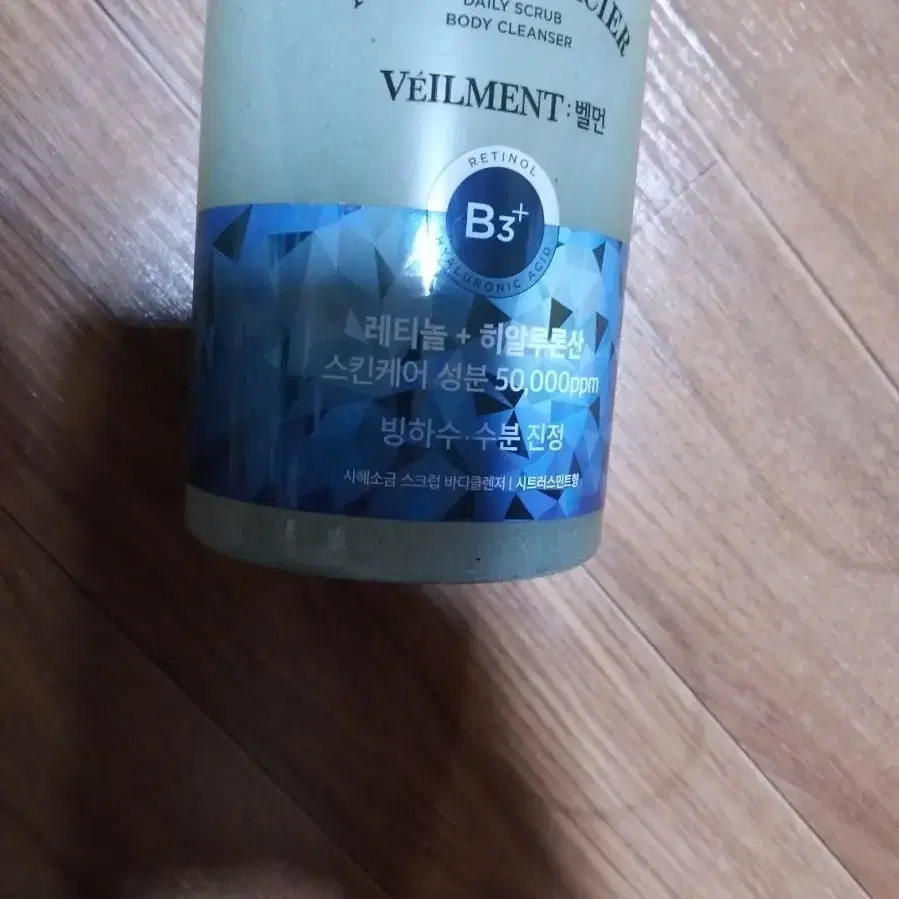 DAILY SCRUB
BODY CLEANSER
VÉILMENT : 벨먼
RETINOL
B3+
HYALURONIC ACID
레티놀 + 히알루론산
스킨케어 성분 50,000ppm
빙하수·수분 진정
사해소금 스크럽 바디클렌저 | 시트러스민트향